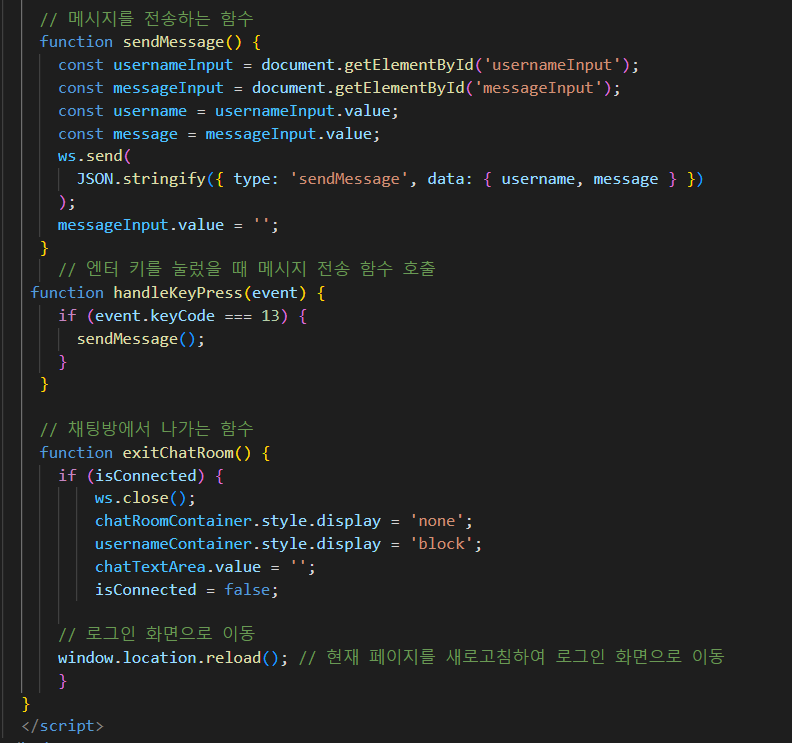 // 메시지를 전송하는 함수
function sendMessage() {
const usernameInput = document.getElementById('usernameInput');
const messageInput = document.getElementById('messageInput');
const username = usernameInput.value;
const message = messageInput.value;
ws.send(
JSON.stringify({ type: 'sendMessage', data: { username, message } })
);
messageInput.value = '';
}
// 엔터 키를 눌렀을 때 메시지 전송 함수 호출
function handleKeyPress(event) {
if (event.keyCode === 13) {
sendMessage();
}
}
// 채팅방에서 나가는 함수
function exitChatRoom() {
if (isConnected) {
ws.close();
chatRoomContainer.style.display = 'none';
usernameContainer.style.display = 'block';
chatTextArea.value = '';
isConnected = false;
// 로그인 화면으로 이동
window.location.reload(); // 현재 페이지를 새로고침하여 로그인 화면으로 이동
}
}
</script>